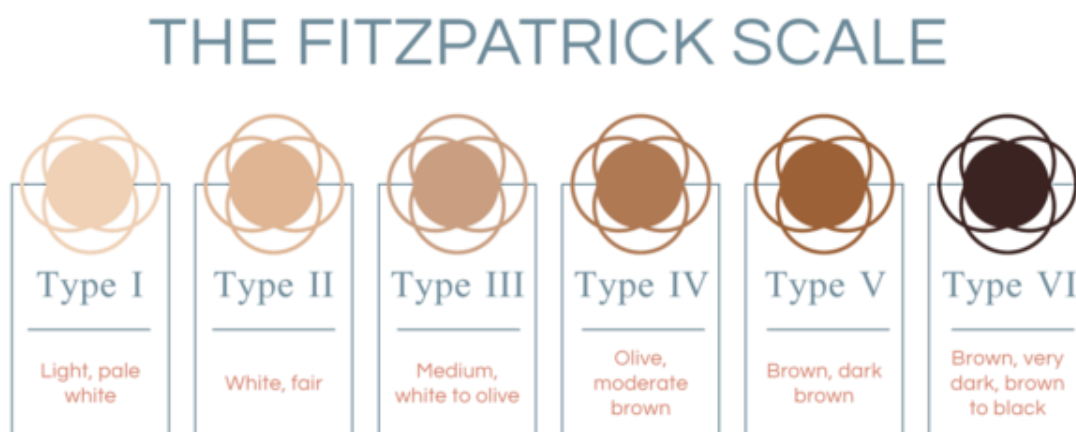 THE FITZPATRICK SCALE
Type I
Light, pale
white
Type II
White, fair
Type III
Medium,
white to olive
Type IV
Olive,
moderate
brown
Type V
Brown, dark
brown
Type VI
Brown, very
dark, brown
to black